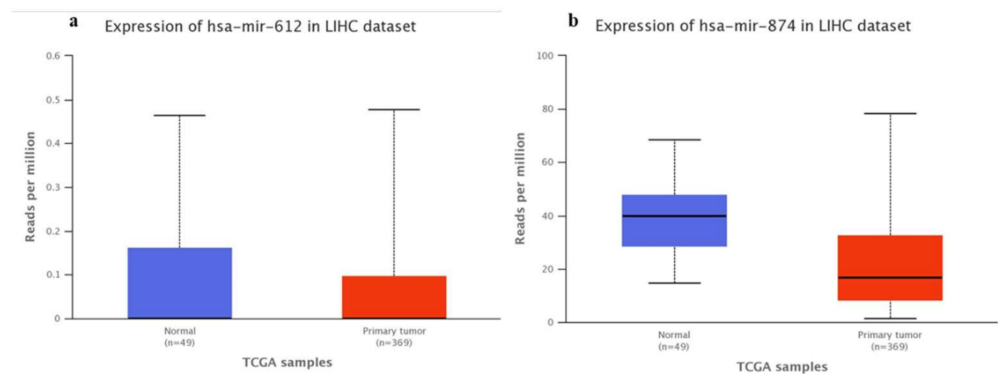 a
Expression of hsa-mir-612 in LIHC dataset
0.6
0.5
0.4
0.3
0.2
0.1
0
Reads per million
Normal
(n=49)
Primary tumor
(n=369)
TCGA samples
b
Expression of hsa-mir-874 in LIHC dataset
100
80
60
40
20
0
Reads per million
Normal
(n=49)
Primary tumor
(n=369)
TCGA samples